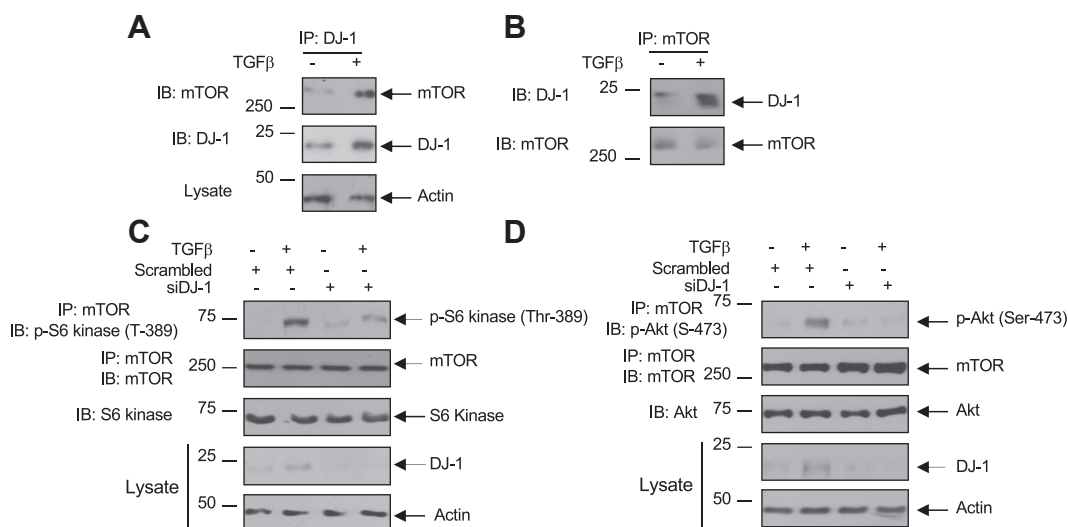 A
IP: DJ-1
TGFβ - +
IB: mTOR
250
mTOR
IB: DJ-1
25
DJ-1
Lysate
50
Actin
B
IP: mTOR
TGFβ - +
IB: DJ-1
25
DJ-1
IB: mTOR
250
mTOR
C
TGFβ - + - +
Scrambled + + - -
siDJ-1 - - + +
IP: mTOR
IB: p-S6 kinase (T-389)
75
p-S6 kinase (Thr-389)
IP: mTOR
IB: mTOR
250
mTOR
IB: S6 kinase
75
S6 Kinase
Lysate
25
DJ-1
50
Actin
D
TGFβ - + - +
Scrambled + + - -
siDJ-1 - - + +
IP: mTOR
IB: p-Akt (S-473)
75
p-Akt (Ser-473)
IP: mTOR
IB: mTOR
250
mTOR
IB: Akt
75
Akt
Lysate
25
DJ-1
50
Actin